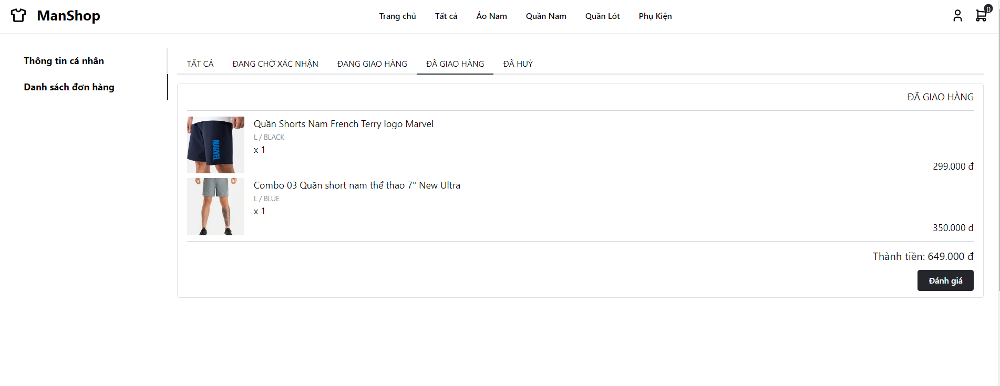 ManShop
Trang chủ Tất cả Áo Nam Quần Nam Quần Lót Phụ Kiện
0
Thông tin cá nhân
Danh sách đơn hàng
TẤT CẢ ĐANG CHỜ XÁC NHẬN ĐANG GIAO HÀNG ĐÃ GIAO HÀNG ĐÃ HUỶ
ĐÃ GIAO HÀNG
MARVEL
Quần Shorts Nam French Terry logo Marvel
L / BLACK
x 1
299.000 đ
Combo 03 Quần short nam thể thao 7" New Ultra
L / BLUE
x 1
350.000 đ
Thành tiền: 649.000 đ
Đánh giá